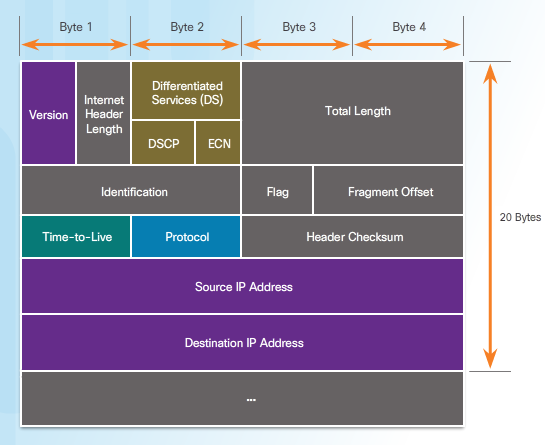 Byte 1 Byte 2 Byte 3 Byte 4
Version
Internet
Header
Length
Differentiated
Services (DS)
DSCP ECN
Total Length
Identification Flag Fragment Offset
Time-to-Live Protocol Header Checksum
Source IP Address
Destination IP Address
...
20 Bytes